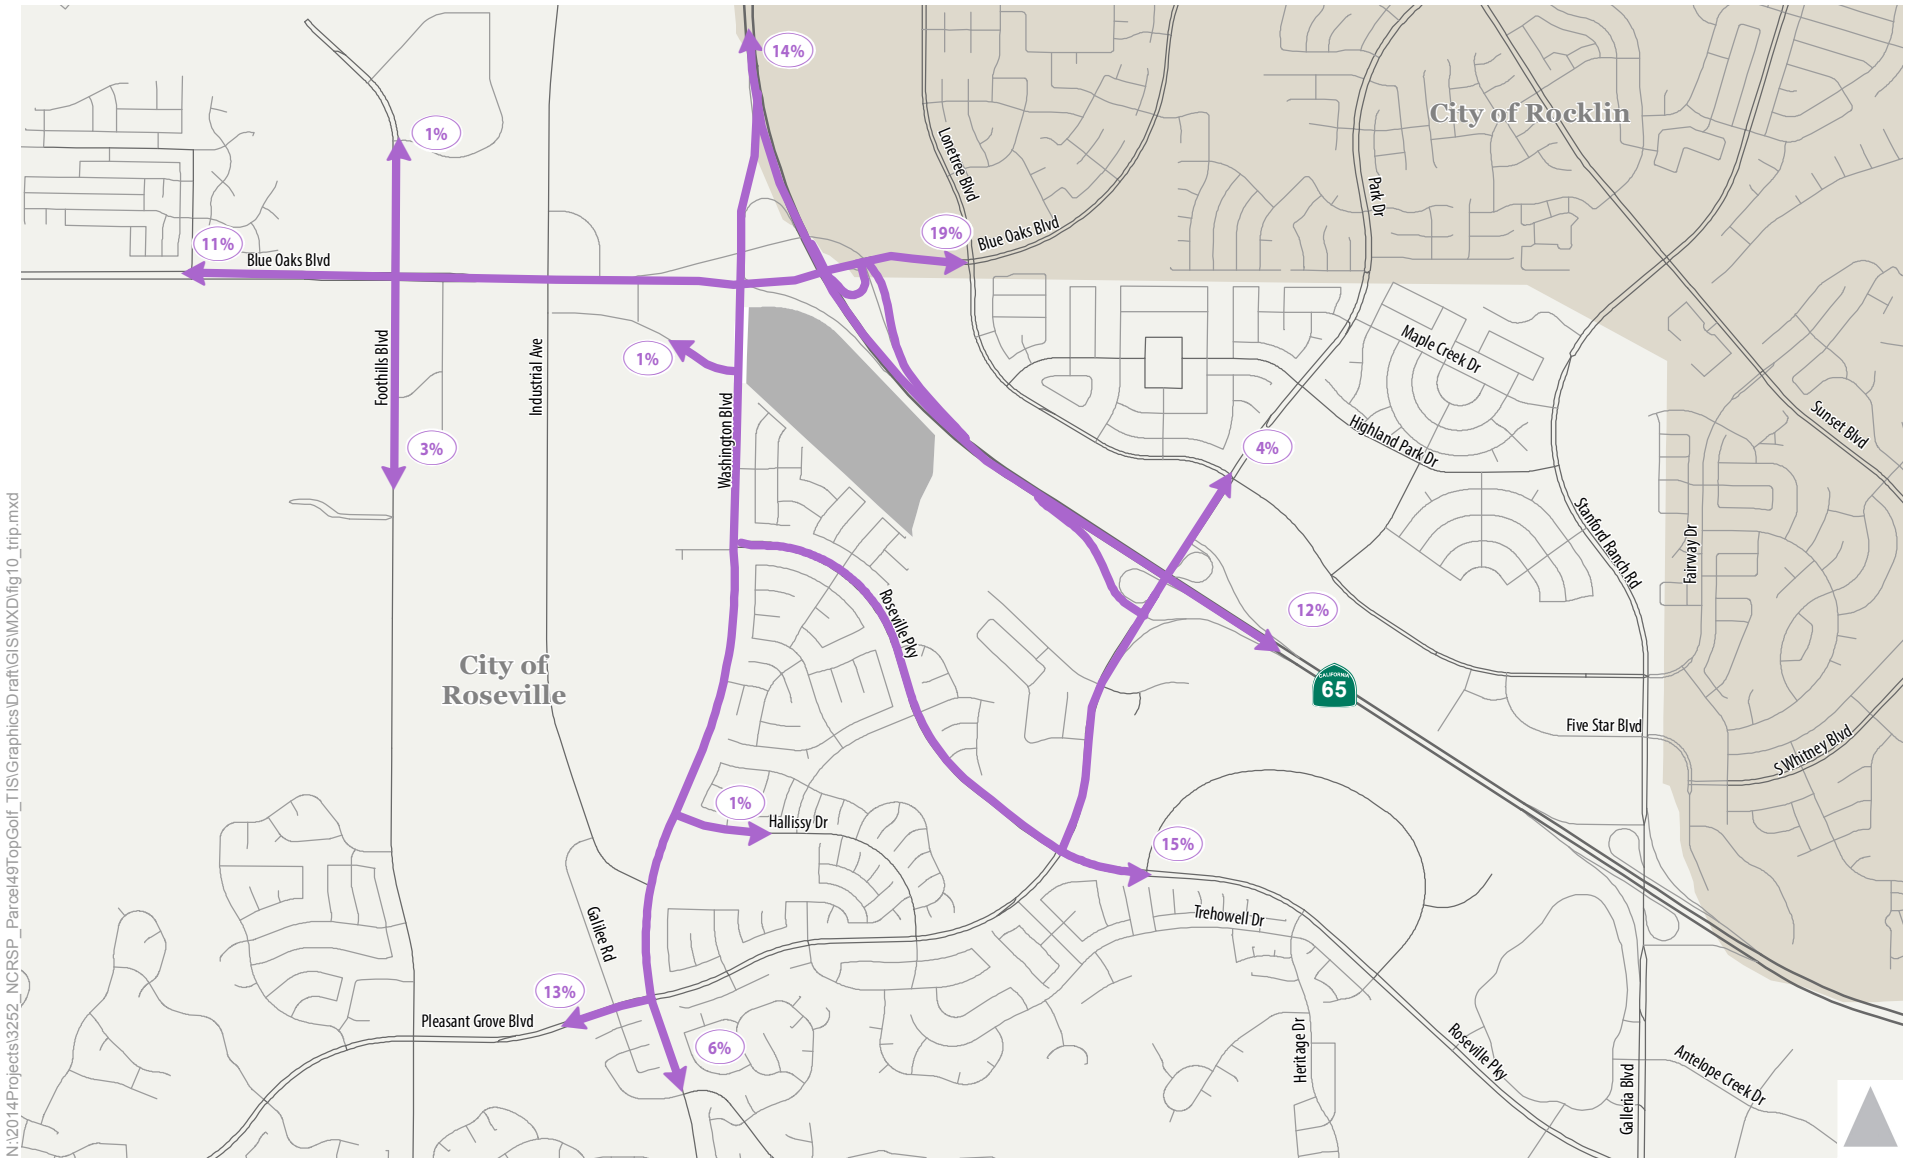 14%
City of Rocklin
1%
Lonetree Blvd
Park Dr
19%
Blue Oaks Blvd
11%
Blue Oaks Blvd
Foothills Blvd
Industrial Ave
1%
Washington Blvd
Maple Creek Dr
Highland Park Dr
Sunset Blvd
3%
4%
Stanford Ranch Rd
Fairway Dr
Roseville Pky
12%
City of
Roseville
CALIFORNIA
65
Five Star Blvd
S Whitney Blvd
1%
Hallissy Dr
15%
Trehowell Dr
Galilee Rd
13%
Pleasant Grove Blvd
6%
Heritage Dr
Roseville Pky
Galleria Blvd
Antelope Creek Dr
N:\2014Projects\3252_NCRSP_Parcel49TopGolf_TIS\Graphics\Draft\GIS\MXD\fig10_trip.mxd